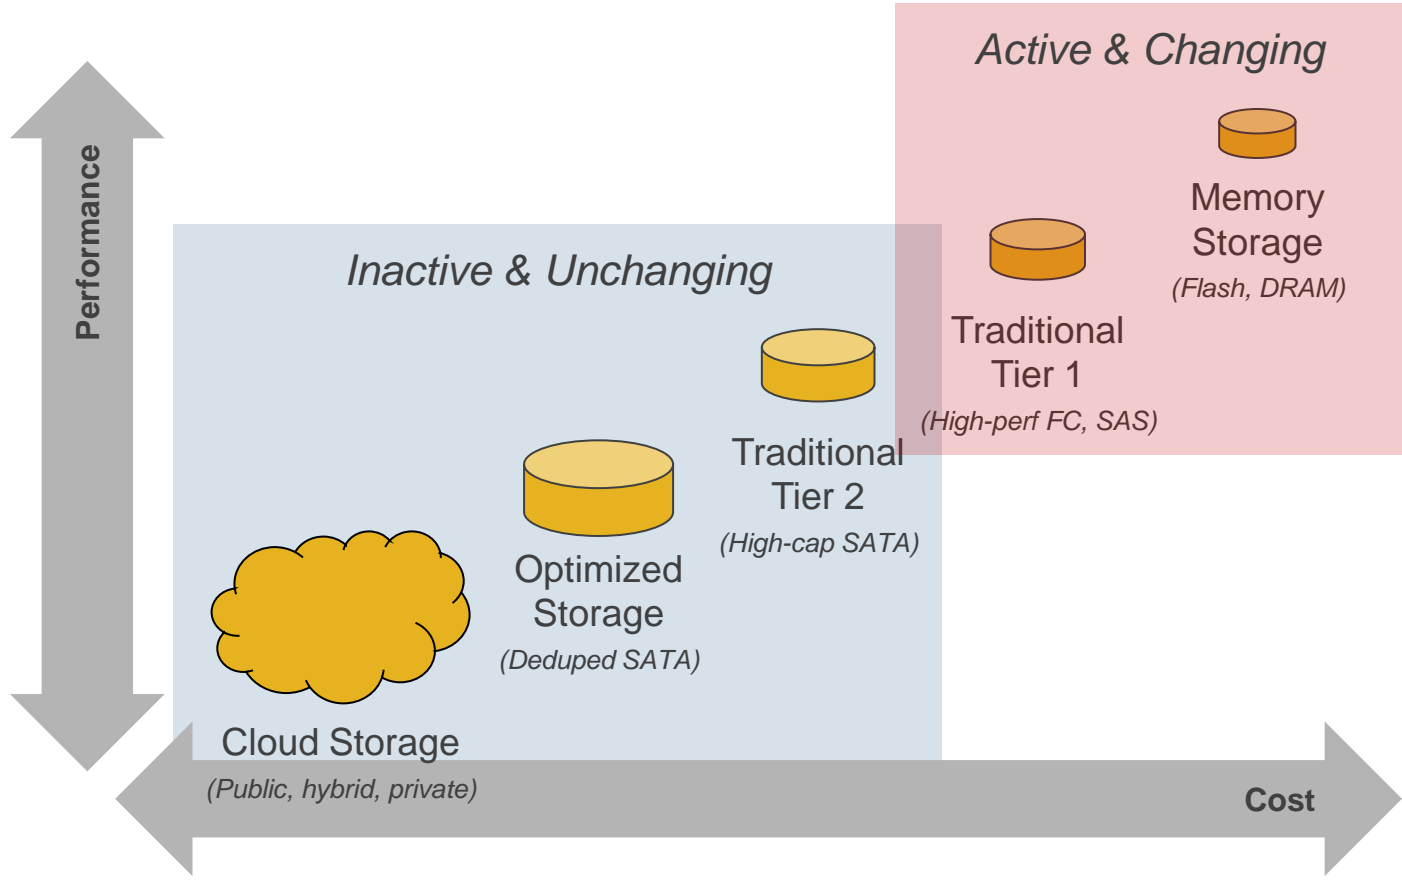 Active & Changing
Performance
Memory
Storage
(Flash, DRAM)
Inactive & Unchanging
Traditional
Tier 1
(High-perf FC, SAS)
Traditional
Tier 2
(High-cap SATA)
Optimized
Storage
(Deduped SATA)
Cloud Storage
(Public, hybrid, private)
Cost